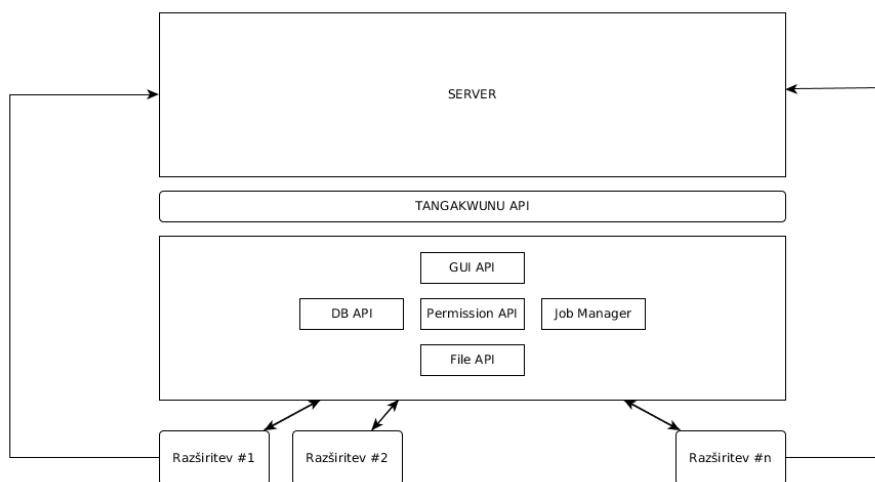 SERVER
TANGAKWUNU API
GUI API
DB API
Permission API
Job Manager
File API
Razširitev #1
Razširitev #2
Razširitev #n